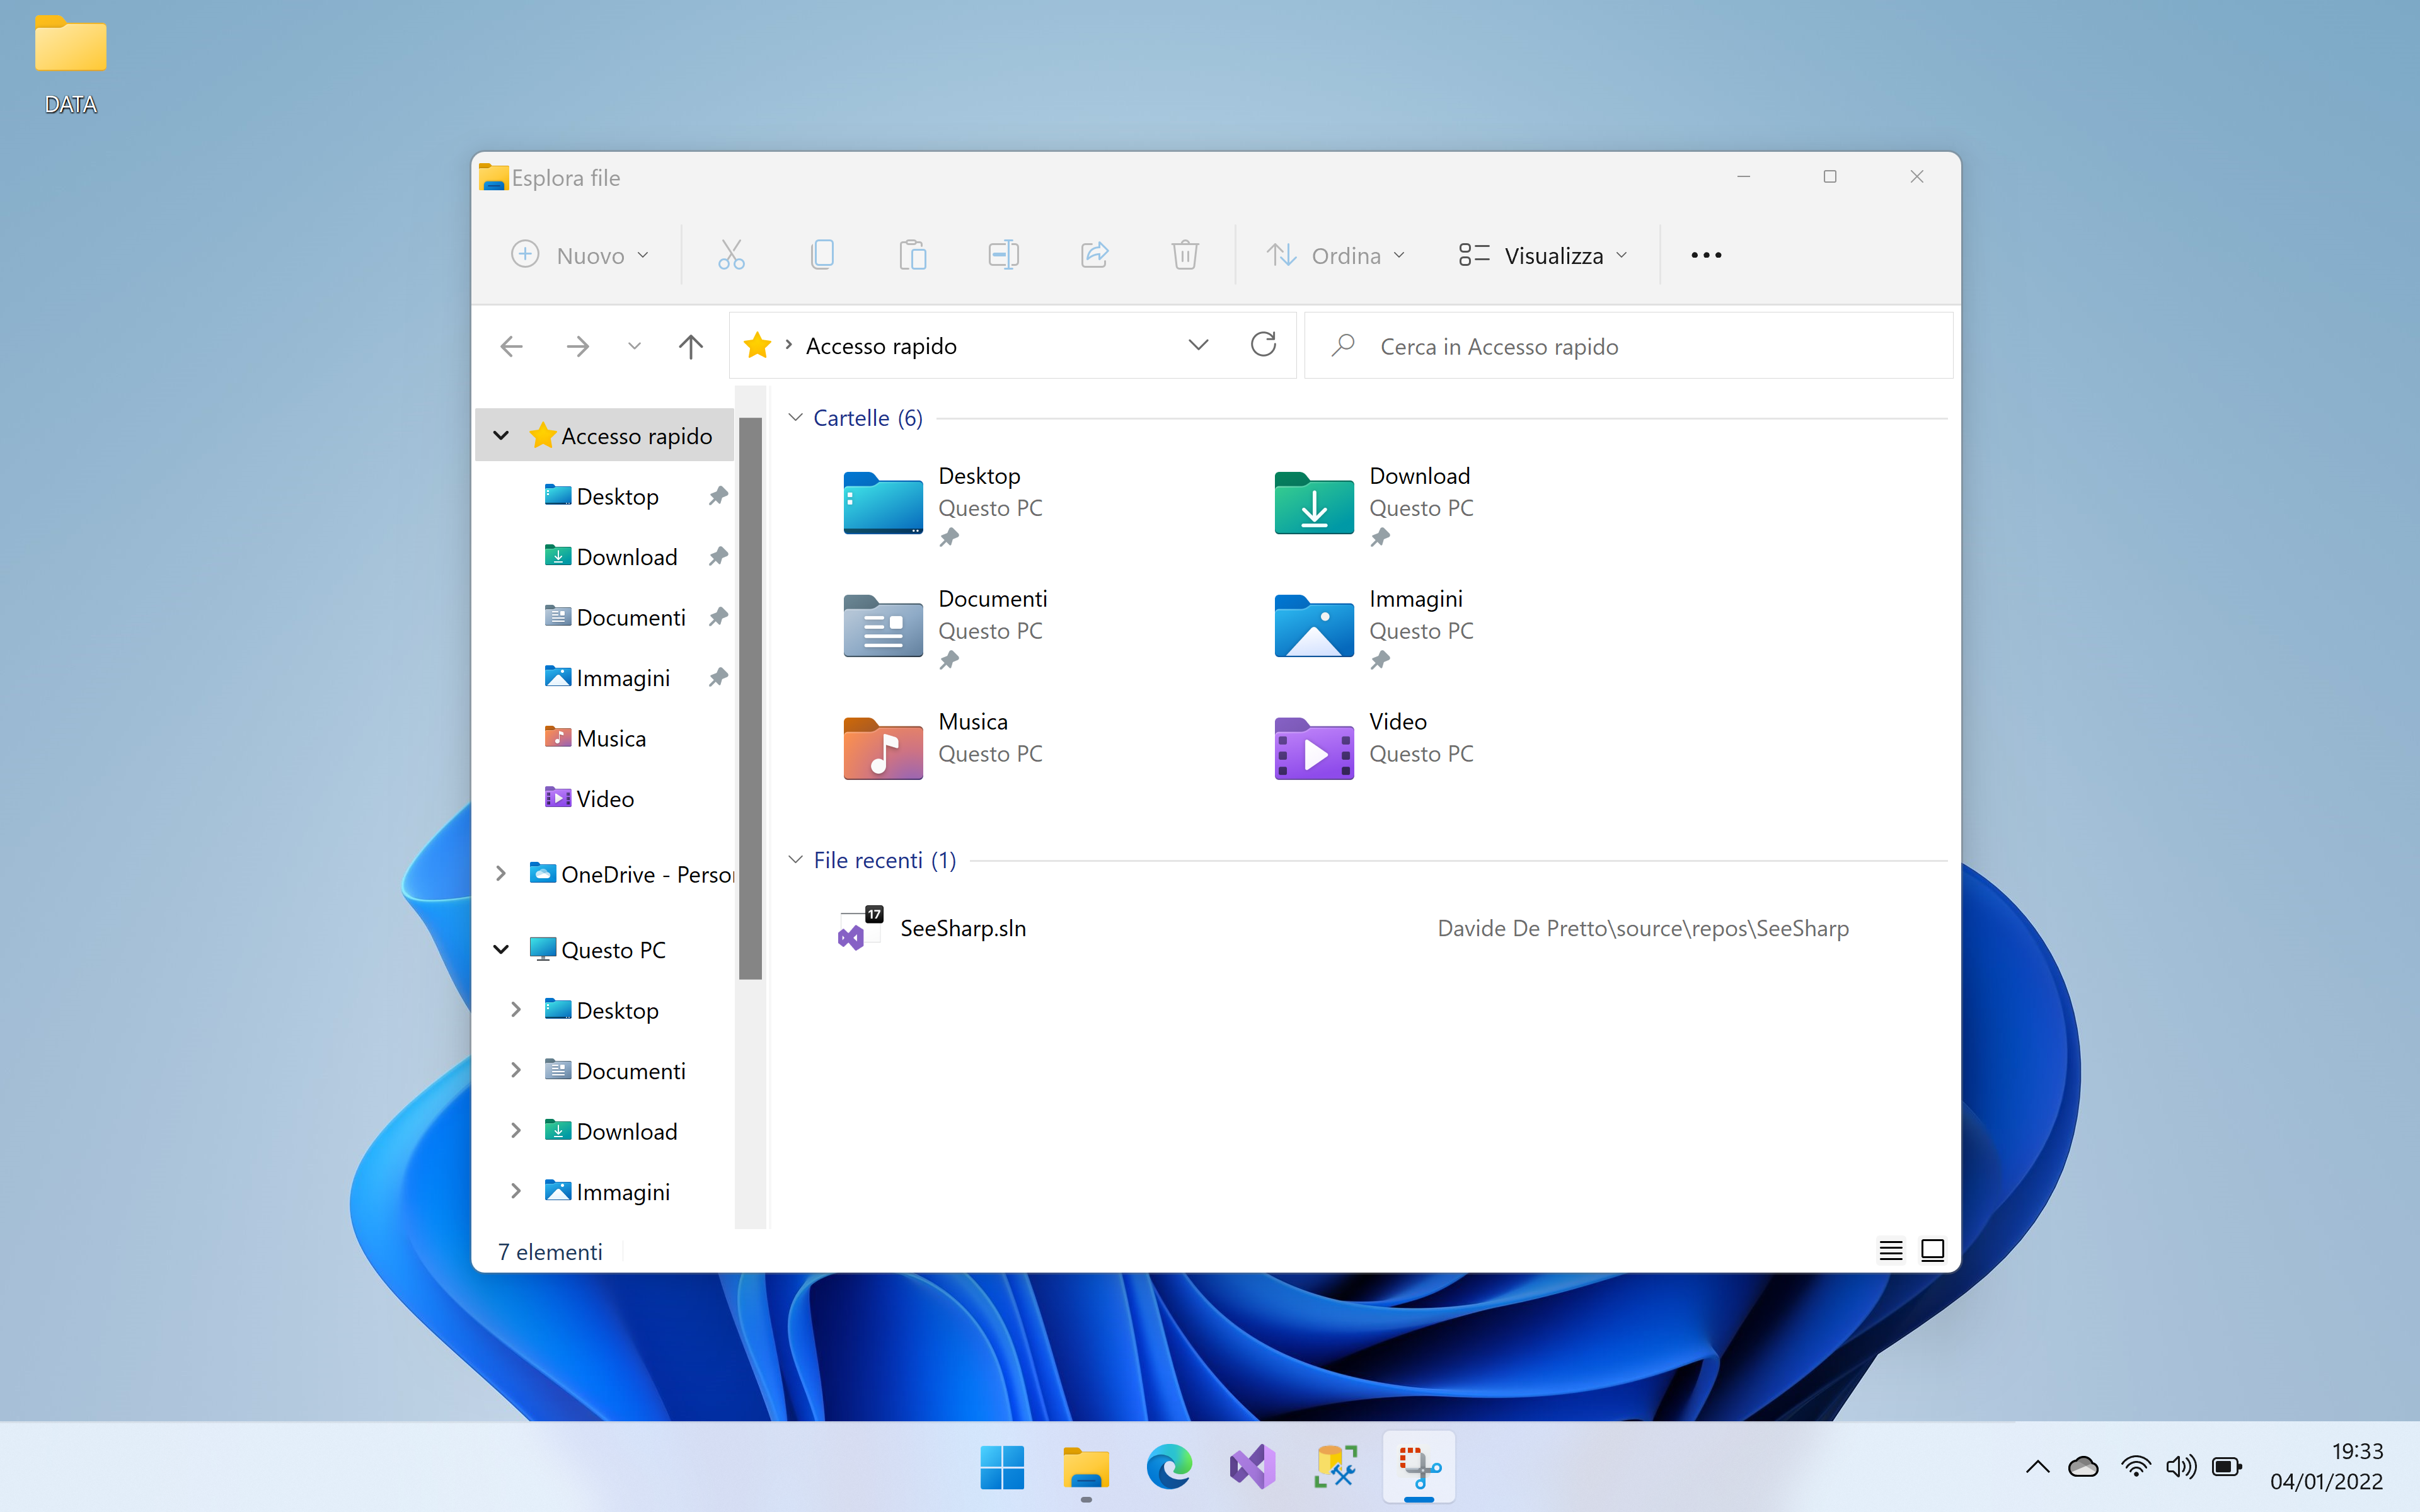 DATA
Esplora file
Nuovo
Ordina
Visualizza
Accesso rapido
Cerca in Accesso rapido
Accesso rapido
Desktop
Download
Documenti
Immagini
Musica
Video
OneDrive - Person
Questo PC
Desktop
Documenti
Download
Immagini
Cartelle (6)
Desktop
Questo PC
Download
Questo PC
Documenti
Questo PC
Immagini
Questo PC
Musica
Questo PC
Video
Questo PC
File recenti (1)
17
SeeSharp.sln
Davide De Pretto\source\repos\SeeSharp
7 elementi
19:33
04/01/2022